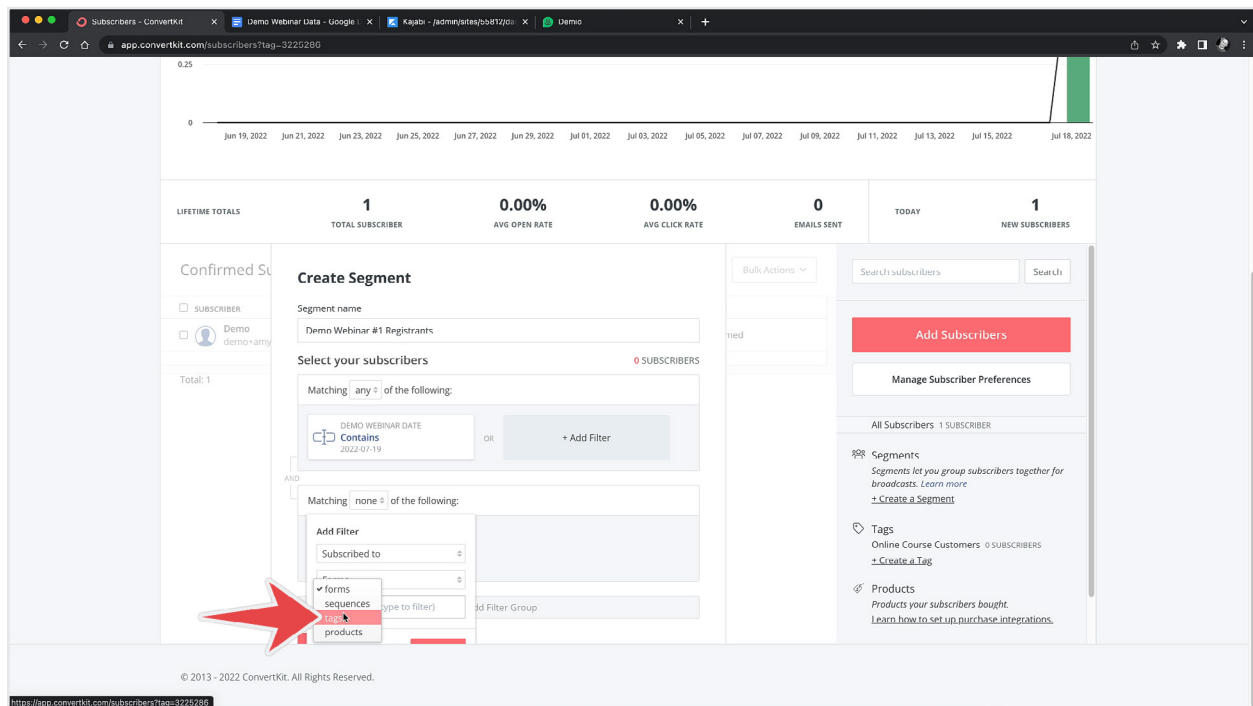 Subscribers - ConvertKit
Demo Webinar Data - Google D
Kajabi - /admin/sites/55812/da
Demio
app.convertkit.com/subscribers?tag=3225286
0.25
0
Jun 19, 2022 Jun 21, 2022 Jun 23, 2022 Jun 25, 2022 Jun 27, 2022 Jun 29, 2022 Jul 01, 2022 Jul 03, 2022 Jul 05, 2022 Jul 07, 2022 Jul 09, 2022 Jul 11, 2022 Jul 13, 2022 Jul 15, 2022 Jul 18, 2022
LIFETIME TOTALS
1
TOTAL SUBSCRIBER
0.00%
AVG OPEN RATE
0.00%
AVG CLICK RATE
0
EMAILS SENT
TODAY
1
NEW SUBSCRIBERS
Confirmed Su
SUBSCRIBER
Demo
demo+amy
Total: 1
Bulk Actions
med
Create Segment
Segment name
Demo Webinar #1 Registrants
Select your subscribers
0 SUBSCRIBERS
Matching any of the following:
DEMO WEBINAR DATE
Contains
2022-07-19
OR
+ Add Filter
AND
Matching none of the following:
Add Filter
Subscribed to
forms
sequences
tags
products
type to filter)
dd Filter Group
Search subscribers
Search
Add Subscribers
Manage Subscriber Preferences
All Subscribers 1 SUBSCRIBER
Segments
Segments let you group subscribers together for
broadcasts. Learn more
+ Create a Segment
Tags
Online Course Customers 0 SUBSCRIBERS
+ Create a Tag
Products
Products your subscribers bought.
Learn how to set up purchase integrations.
© 2013 - 2022 ConvertKit. All Rights Reserved.
https://app.convertkit.com/subscribers?tag=3225286